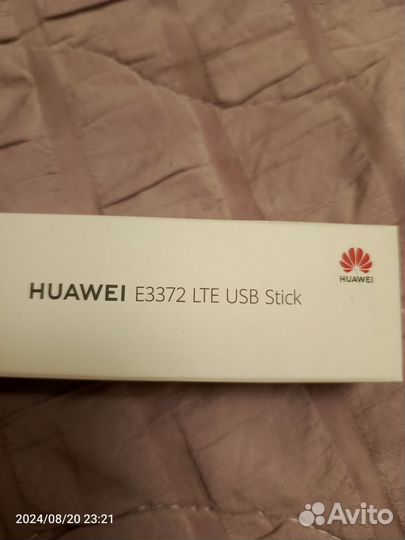 HUAWEI
HUAWEI E3372 LTE USB Stick
2024/08/20 23:21
Avito